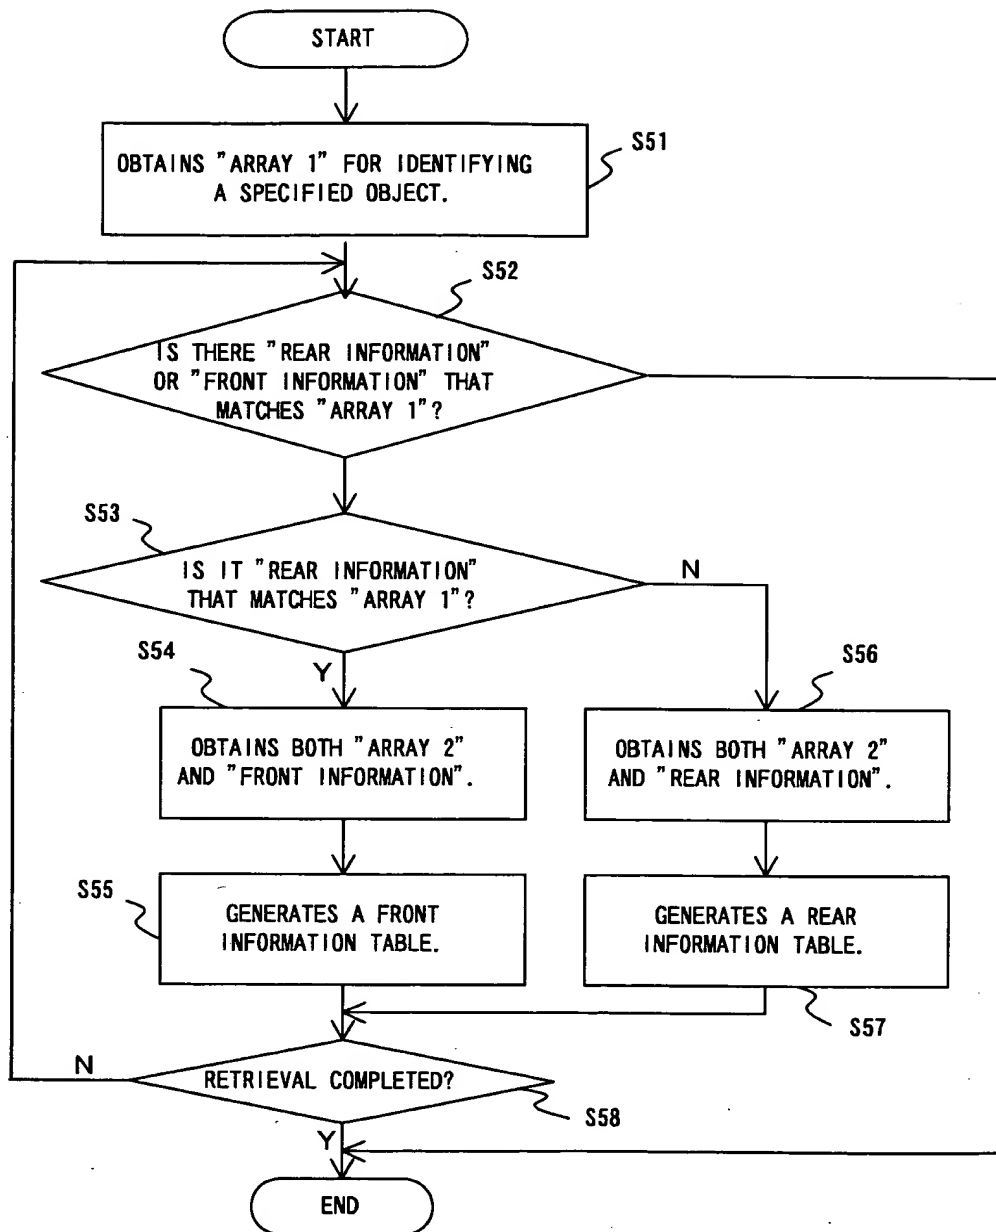 START
S51
OBTAINS "ARRAY 1" FOR IDENTIFYING
A SPECIFIED OBJECT.
S52
IS THERE "REAR INFORMATION"
OR "FRONT INFORMATION" THAT
MATCHES "ARRAY 1"?
S53
IS IT "REAR INFORMATION"
THAT MATCHES "ARRAY 1"?
N
S54
Y
S56
OBTAINS BOTH "ARRAY 2"
AND "FRONT INFORMATION".
OBTAINS BOTH "ARRAY 2"
AND "REAR INFORMATION".
S55
GENERATES A FRONT
INFORMATION TABLE.
GENERATES A REAR
INFORMATION TABLE.
S57
N
RETRIEVAL COMPLETED?
S58
Y
END